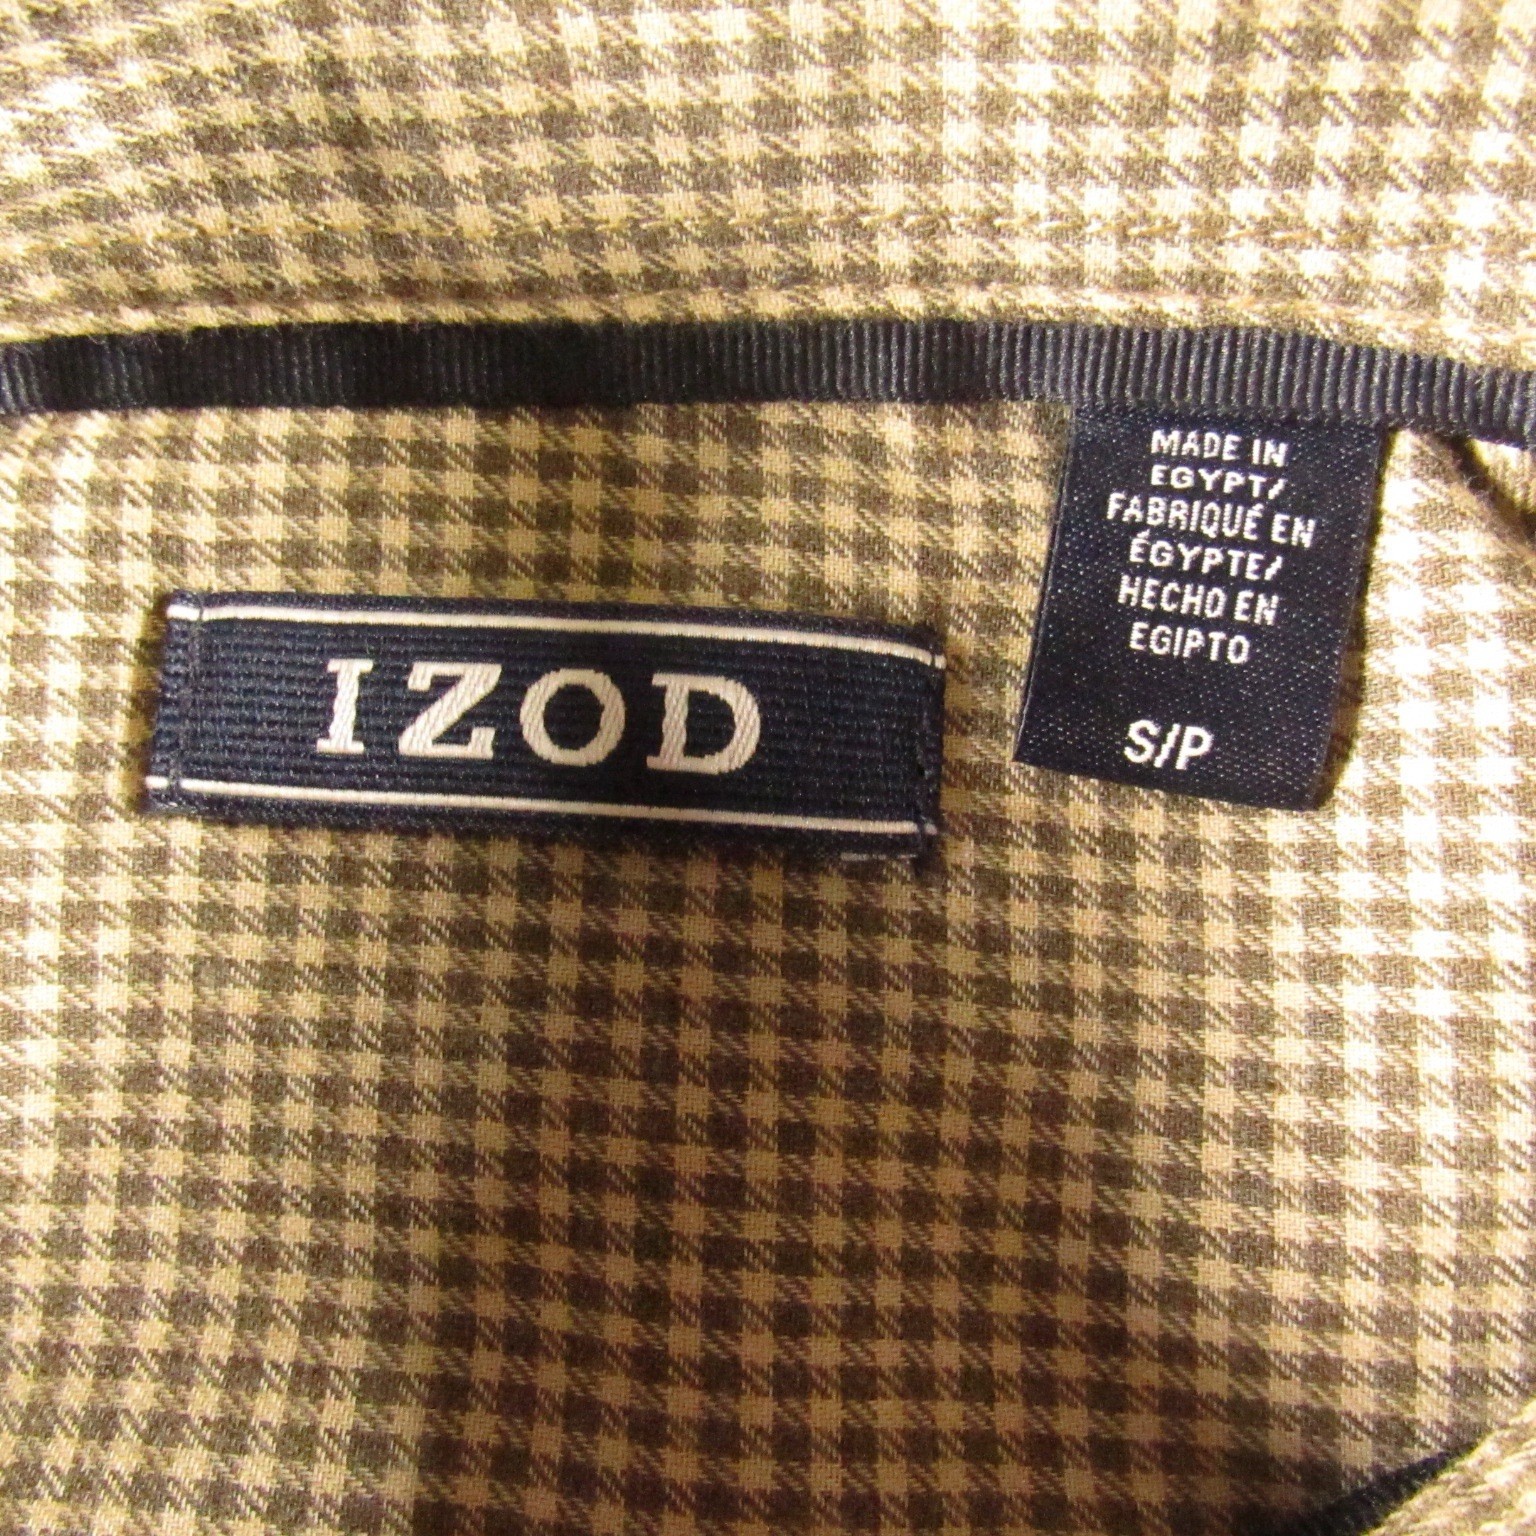 IZOD
MADE IN
EGYPT/
FABRIQUÉ EN
ÉGYPTE/
HECHO EN
EGIPTO
S/P